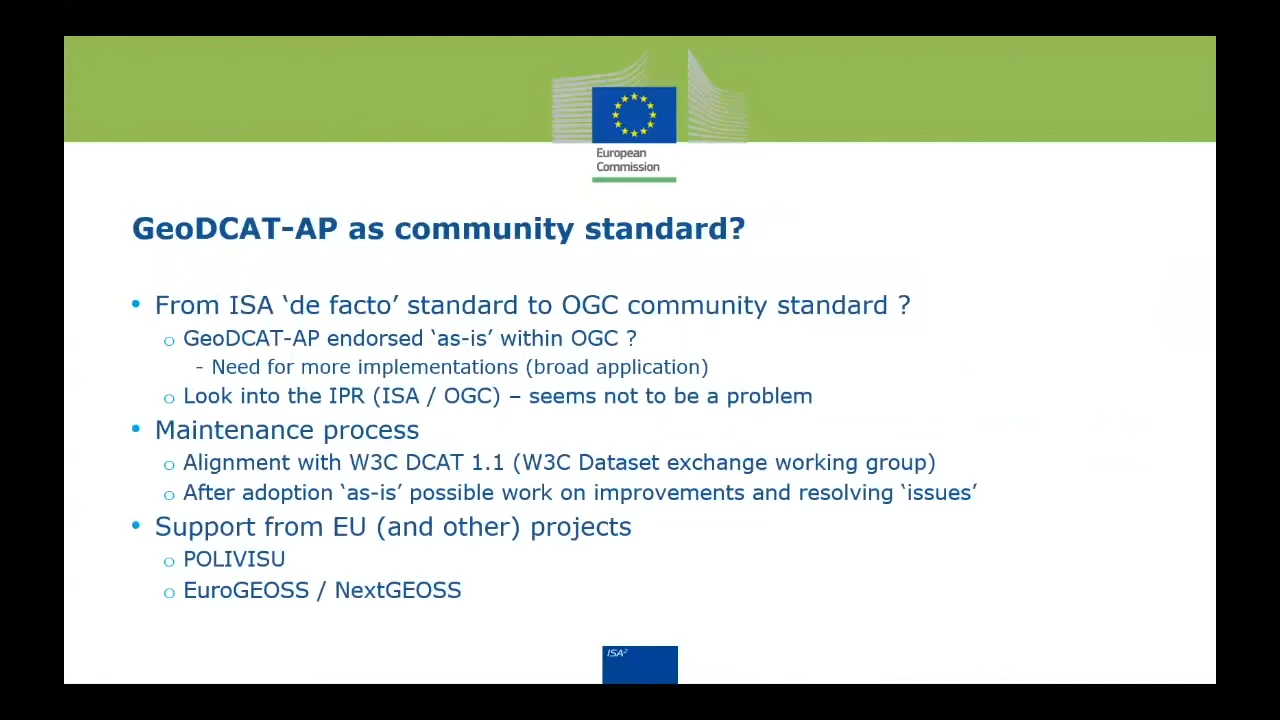 European
Commission
GeoDCAT-AP as community standard?
• From ISA ‘de facto’ standard to OGC community standard ?
o GeoDCAT-AP endorsed ‘as-is’ within OGC ?
- Need for more implementations (broad application)
o Look into the IPR (ISA / OGC) – seems not to be a problem
• Maintenance process
o Alignment with W3C DCAT 1.1 (W3C Dataset exchange working group)
o After adoption ‘as-is’ possible work on improvements and resolving ‘issues’
• Support from EU (and other) projects
o POLIVISU
o EuroGEOSS / NextGEOSS
ISA²